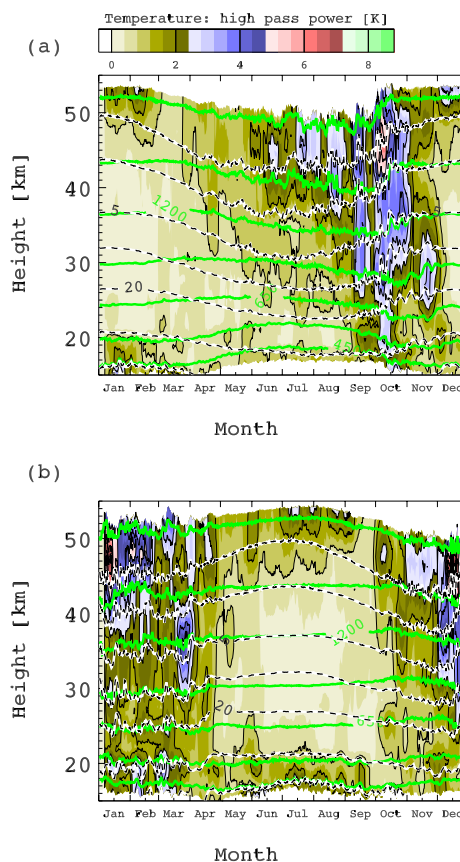 Temperature: high pass power [K]
(a)
0 2 4 6 8
50
40
30
20
Height [km]
1200
5
20
45
Jan Feb Mar Apr May Jun Jul Aug Sep Oct Nov Dec
Month
(b)
50
40
30
20
Height [km]
1200
20
65
Jan Feb Mar Apr May Jun Jul Aug Sep Oct Nov Dec
Month